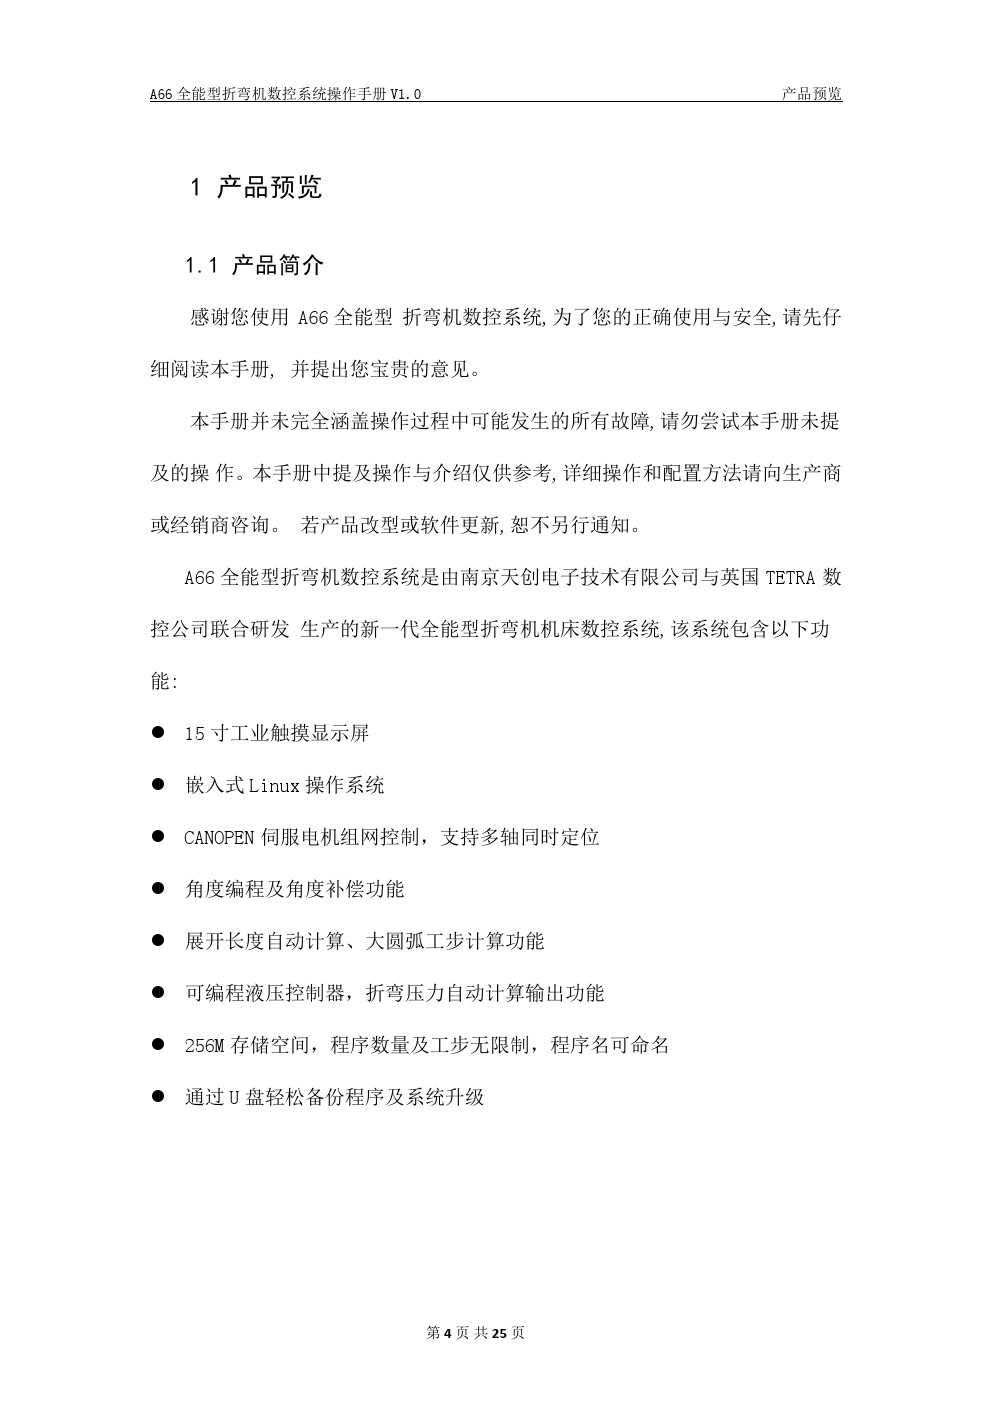 A66 全能型折弯机数控系统操作手册 V1.0 产品预览
1 产品预览
1.1 产品简介
感谢您使用 A66 全能型 折弯机数控系统,为了您的正确使用与安全,请先仔
细阅读本手册, 并提出您宝贵的意见。
本手册并未完全涵盖操作过程中可能发生的所有故障,请勿尝试本手册未提
及的操 作。本手册中提及操作与介绍仅供参考,详细操作和配置方法请向生产商
或经销商咨询。 若产品改型或软件更新,恕不另行通知。
A66 全能型折弯机数控系统是由南京天创电子技术有限公司与英国 TETRA 数
控公司联合研发 生产的新一代全能型折弯机机床数控系统,该系统包含以下功
能:
● 15 寸工业触摸显示屏
● 嵌入式 Linux 操作系统
● CANOPEN 伺服电机组网控制，支持多轴同时定位
● 角度编程及角度补偿功能
● 展开长度自动计算、大圆弧工步计算功能
● 可编程液压控制器，折弯压力自动计算输出功能
● 256M 存储空间，程序数量及工步无限制，程序名可命名
● 通过 U 盘轻松备份程序及系统升级
第 4 页 共 25 页